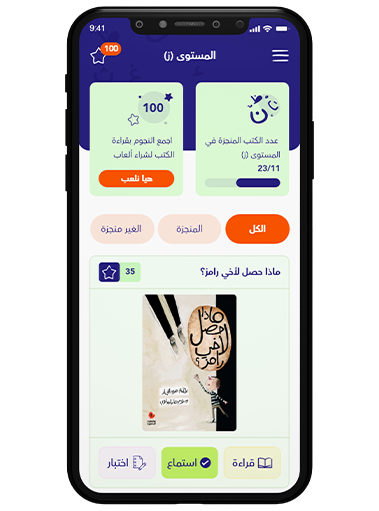 9:41
المستوى (ز)
100
عدد الكتب المنجزة في
المستوى (ز)
23/11
100
اجمع النجوم بقراءة
الكتب لشراء ألعاب
هيا نلعب
الكل
المنجزة
الغير منجزة
ماذا حصل لأخي رامز؟
35
ماذا
حصل
لأخي
رامز؟
قراءة
استماع
اختبار